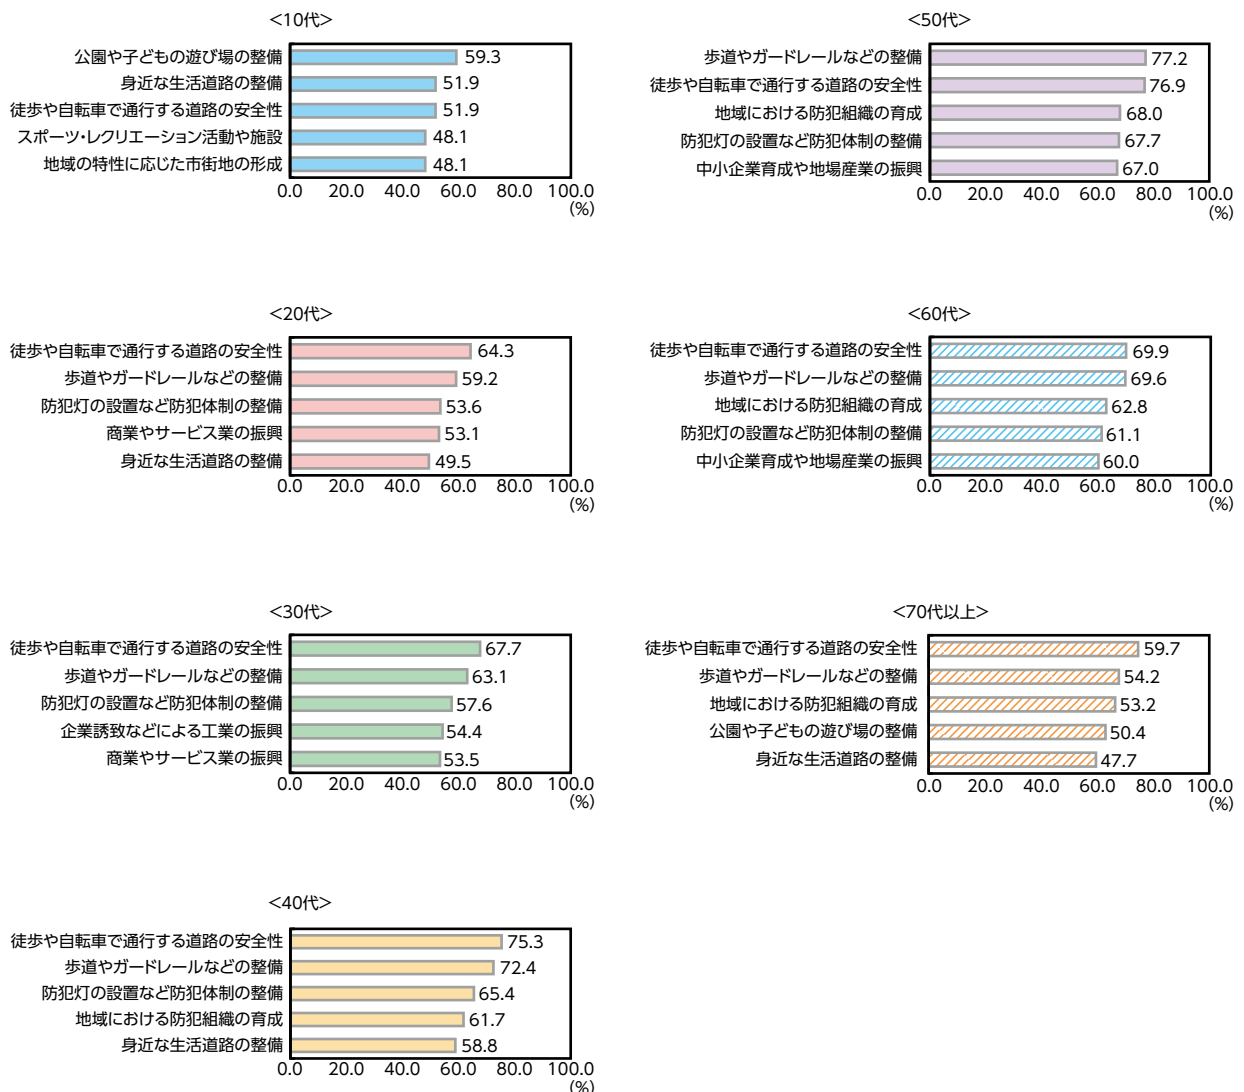 <10代>
公園や子どもの遊び場の整備 59.3
身近な生活道路の整備 51.9
徒歩や自転車で通行する道路の安全性 51.9
スポーツ・レクリエーション活動や施設 48.1
地域の特性に応じた市街地の形成 48.1
0.0 20.0 40.0 60.0 80.0 100.0
(%)
<20代>
徒歩や自転車で通行する道路の安全性 64.3
歩道やガードレールなどの整備 59.2
防犯灯の設置など防犯体制の整備 53.6
商業やサービス業の振興 53.1
身近な生活道路の整備 49.5
0.0 20.0 40.0 60.0 80.0 100.0
(%)
<30代>
徒歩や自転車で通行する道路の安全性 67.7
歩道やガードレールなどの整備 63.1
防犯灯の設置など防犯体制の整備 57.6
企業誘致などによる工業の振興 54.4
商業やサービス業の振興 53.5
0.0 20.0 40.0 60.0 80.0 100.0
(%)
<40代>
徒歩や自転車で通行する道路の安全性 75.3
歩道やガードレールなどの整備 72.4
防犯灯の設置など防犯体制の整備 65.4
地域における防犯組織の育成 61.7
身近な生活道路の整備 58.8
0.0 20.0 40.0 60.0 80.0 100.0
(%)
<50代>
歩道やガードレールなどの整備 77.2
徒歩や自転車で通行する道路の安全性 76.9
地域における防犯組織の育成 68.0
防犯灯の設置など防犯体制の整備 67.7
中小企業育成や地場産業の振興 67.0
0.0 20.0 40.0 60.0 80.0 100.0
(%)
<60代>
徒歩や自転車で通行する道路の安全性 69.9
歩道やガードレールなどの整備 69.6
地域における防犯組織の育成 62.8
防犯灯の設置など防犯体制の整備 61.1
中小企業育成や地場産業の振興 60.0
0.0 20.0 40.0 60.0 80.0 100.0
(%)
<70代以上>
徒歩や自転車で通行する道路の安全性 59.7
歩道やガードレールなどの整備 54.2
地域における防犯組織の育成 53.2
公園や子どもの遊び場の整備 50.4
身近な生活道路の整備 47.7
0.0 20.0 40.0 60.0 80.0 100.0
(%)